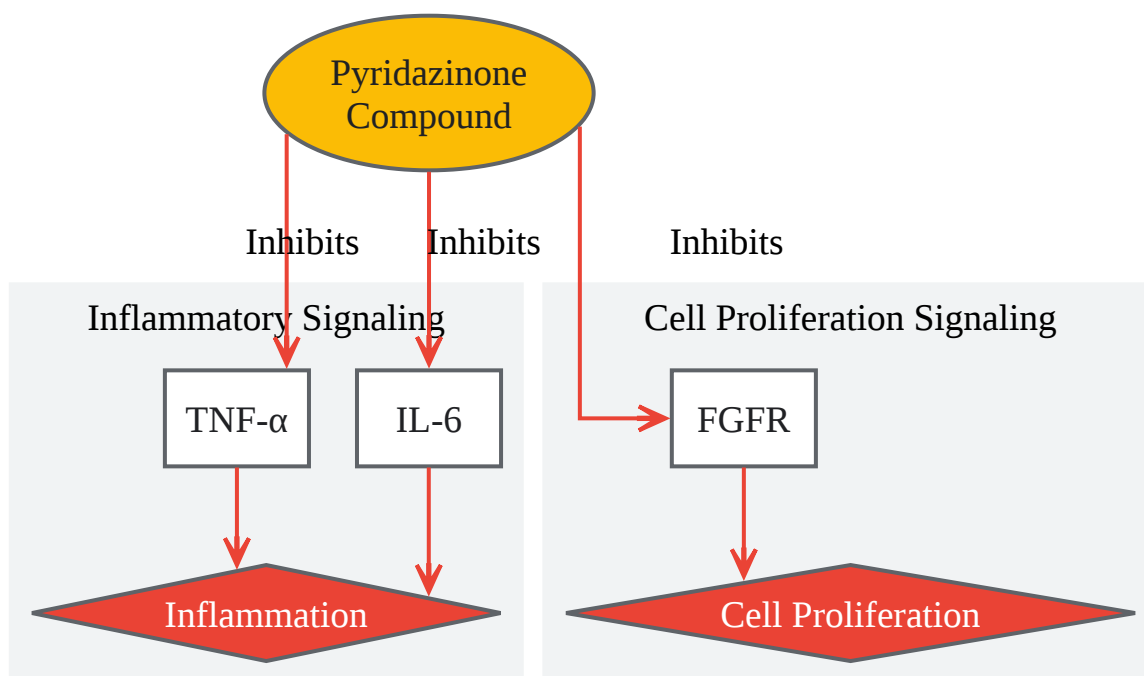 Pyridazinone
Compound
Inhibits
Inhibits
Inhibits
Inflammatory Signaling
Cell Proliferation Signaling
TNF-α
IL-6
FGFR
Inflammation
Cell Proliferation